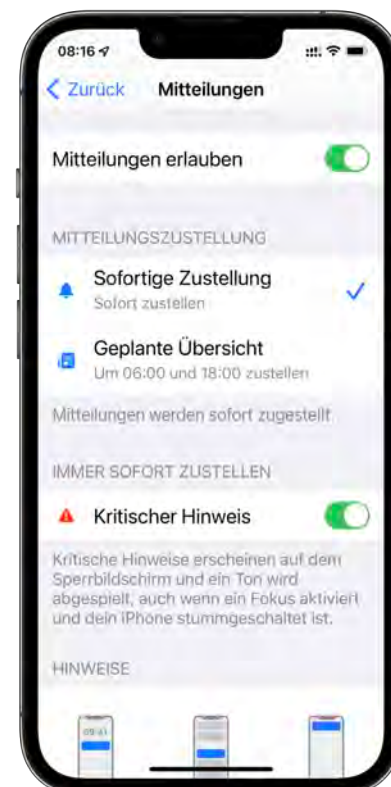 08:16
Zurück
Mitteilungen
Mitteilungen erlauben
MITTEILUNGSZUSTELLUNG
Sofortige Zustellung
Sofort zustellen
Geplante Übersicht
Um 06:00 und 18:00 zustellen
Mitteilungen werden sofort zugestellt
IMMER SOFORT ZUSTELLEN
Kritischer Hinweis
Kritische Hinweise erscheinen auf dem
Sperrbildschirm und ein Ton wird
abgespielt, auch wenn ein Fokus aktiviert
und dein iPhone stummgeschaltet ist.
HINWEISE
09:41